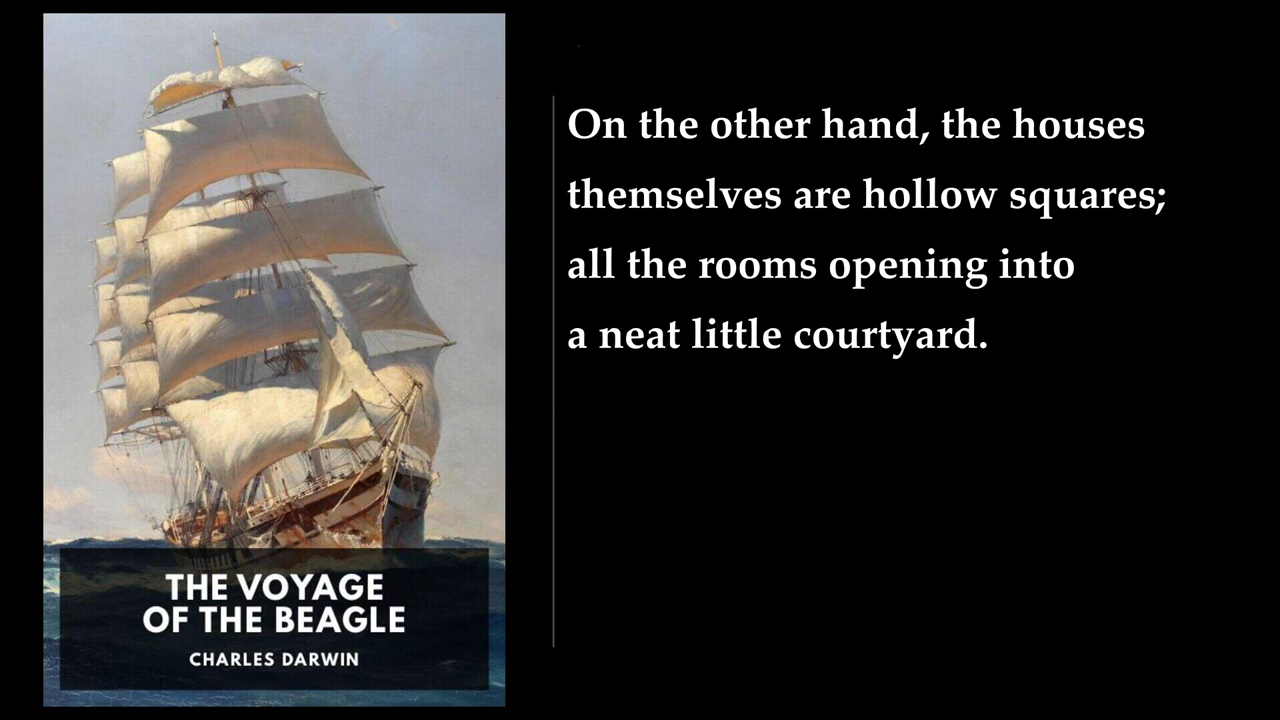 On the other hand, the houses
themselves are hollow squares;
all the rooms opening into
a neat little courtyard.
THE VOYAGE
OF THE BEAGLE
CHARLES DARWIN